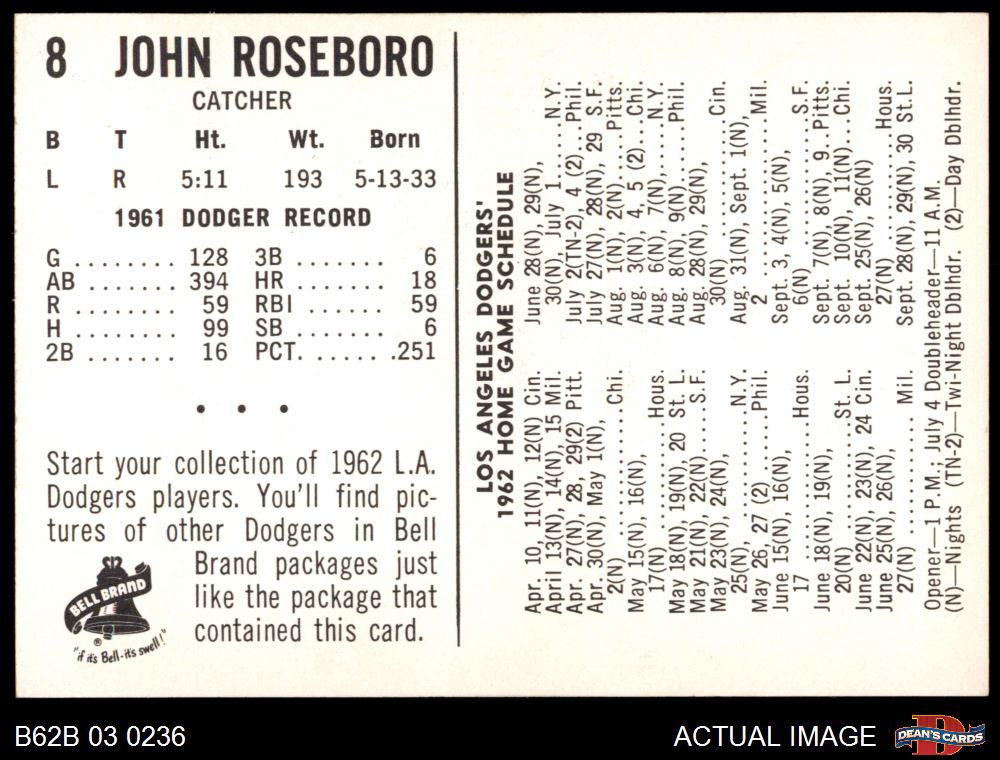 8 JOHN ROSEBORO
CATCHER
B T Ht. Wt. Born
L R 5:11 193 5-13-33
1961 DODGER RECORD
G ........ 128 3B ......... 6
AB ....... 394 HR ........ 18
R ........ 59 RBI ....... 59
H ........ 99 SB ......... 6
2B ....... 16 PCT. ...... .251
• • •
Start your collection of 1962 L.A.
Dodgers players. You'll find pic-
tures of other Dodgers in Bell
Brand packages just
like the package that
contained this card.
BELL BRAND
®
"if it's Bell-it's swell!"
LOS ANGELES DODGERS'
1962 HOME GAME SCHEDULE
Apr. 10, 11(N), 12(N) Cin.
April 13(N), 14(N), 15 Mil.
Apr. 27(N), 28, 29(2) Pitt.
Apr. 30(N), May 1(N),
2(N) ............Chi.
May 15(N), 16(N),
17(N) ..........Hous.
May 18(N), 19(N), 20 St. L.
May 21(N), 22(N)....S.F.
May 23(N), 24(N),
25(N), ...........N.Y.
May 26, 27 (2) .....Phil.
June 15(N), 16(N),
17 .............Hous.
June 18(N), 19(N),
20(N) ..........St. L.
June 22(N), 23(N), 24 Cin.
June 25(N), 26(N),
27(N) ........... Mil.
June 28(N), 29(N),
30(N), July 1.....N.Y.
July 2(TN-2), 4 (2)...Phil.
July 27(N), 28(N), 29 S.F.
Aug. 1(N), 2(N).....Pitts.
Aug. 3(N), 4, 5 (2)...Chi.
Aug. 6(N), 7(N),.....N.Y.
Aug. 8(N), 9(N).....Phil.
Aug. 28(N), 29(N),
30(N) ............Cin.
Aug. 31(N), Sept. 1(N),
2 ...............Mil.
Sept. 3, 4(N), 5(N),
6(N) .............S.F.
Sept. 7(N), 8(N), 9..Pitts.
Sept. 10(N), 11(N)...Chi.
Sept. 25(N), 26(N)
27(N) ..........Hous.
Sept. 28(N), 29(N), 30 St.L.
Opener—1 P.M.; July 4 Doubleheader—11 A.M.
(N)—Nights (TN-2)—Twi-Night Dblhdr. (2)—Day Dblhdr.
B62B 03 0236
ACTUAL IMAGE
DEAN'S CARDS